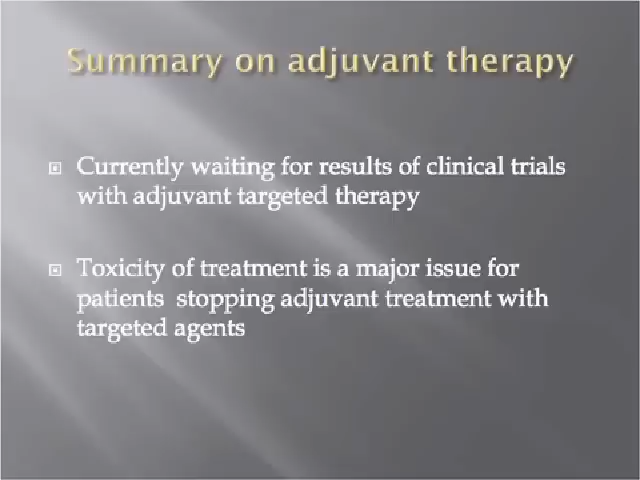 Summary on adjuvant therapy
Currently waiting for results of clinical trials
with adjuvant targeted therapy
Toxicity of treatment is a major issue for
patients  stopping adjuvant treatment with
targeted agents